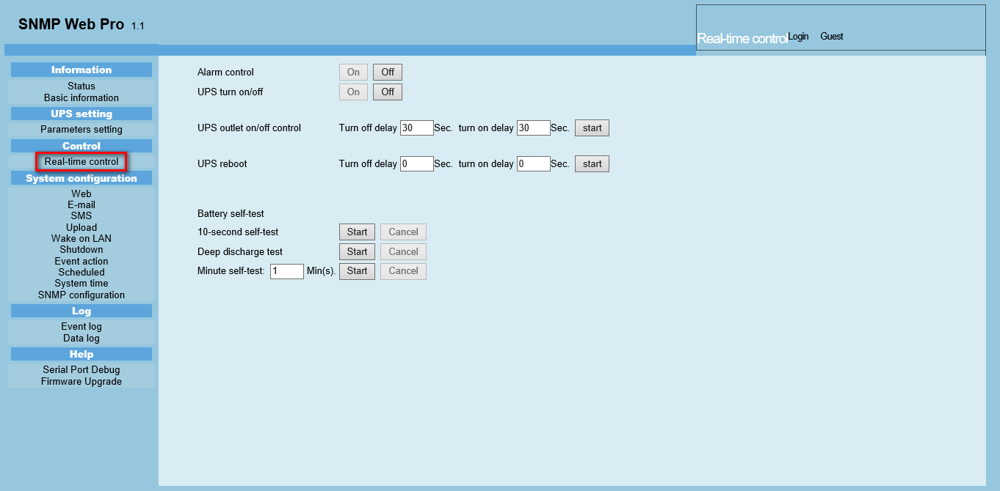 SNMP Web Pro 1.1
Real-time control Login Guest
Information
Status
Basic information
UPS setting
Parameters setting
Control
Real-time control
System configuration
Web
E-mail
SMS
Upload
Wake on LAN
Shutdown
Event action
Scheduled
System time
SNMP configuration
Log
Event log
Data log
Help
Serial Port Debug
Firmware Upgrade
Alarm control On Off
UPS turn on/off On Off
UPS outlet on/off control Turn off delay 30 Sec. turn on delay 30 Sec. start
UPS reboot Turn off delay 0 Sec. turn on delay 0 Sec. start
Battery self-test
10-second self-test Start Cancel
Deep discharge test Start Cancel
Minute self-test: 1 Min(s). Start Cancel